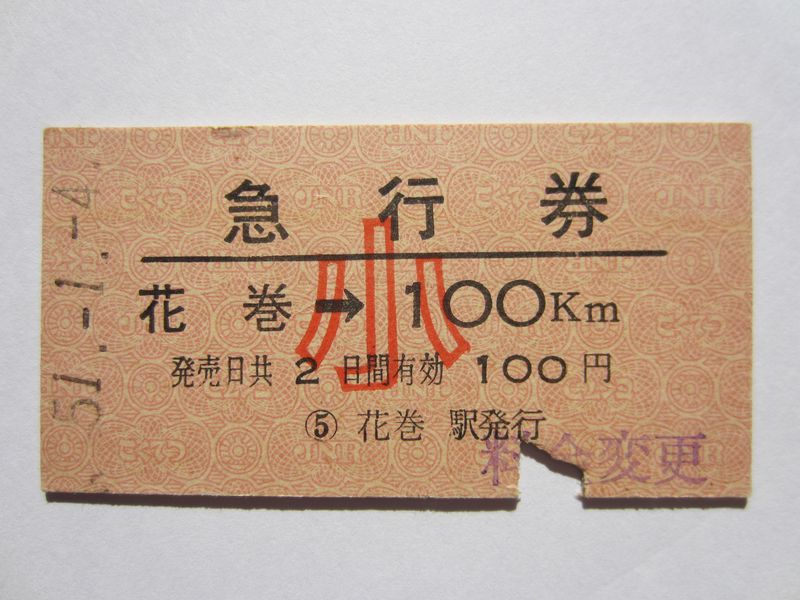 急行券
小
花巻→100Km
発売日共2日間有効 100円
⑤ 花巻 駅発行
料金変更
51.-1.-4.